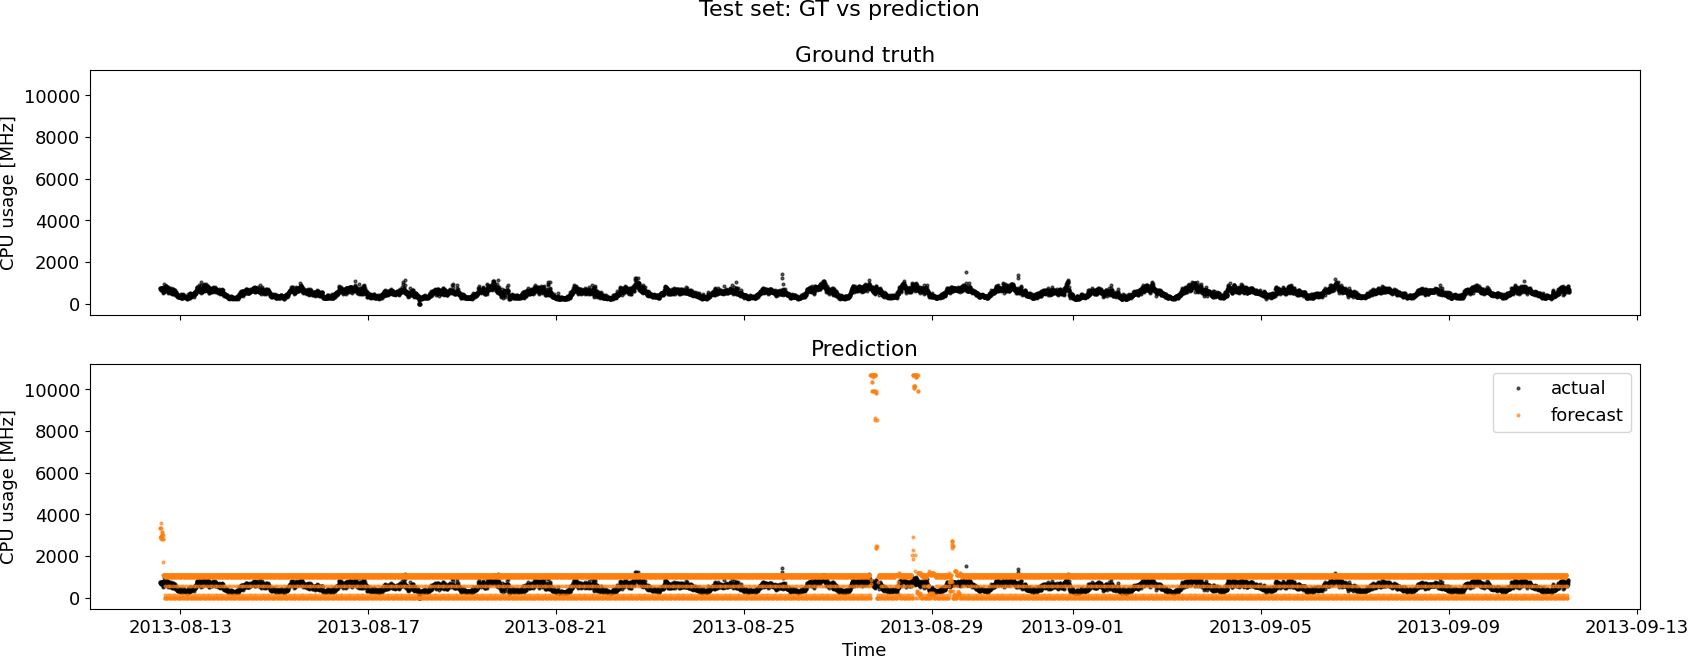 Test set: GT vs prediction
Ground truth
10000
8000
6000
4000
2000
0
CPU usage [MHz]
Prediction
10000
8000
6000
4000
2000
0
CPU usage [MHz]
actual
forecast
2013-08-13 2013-08-17 2013-08-21 2013-08-25 2013-08-29 2013-09-01 2013-09-05 2013-09-09 2013-09-13
Time